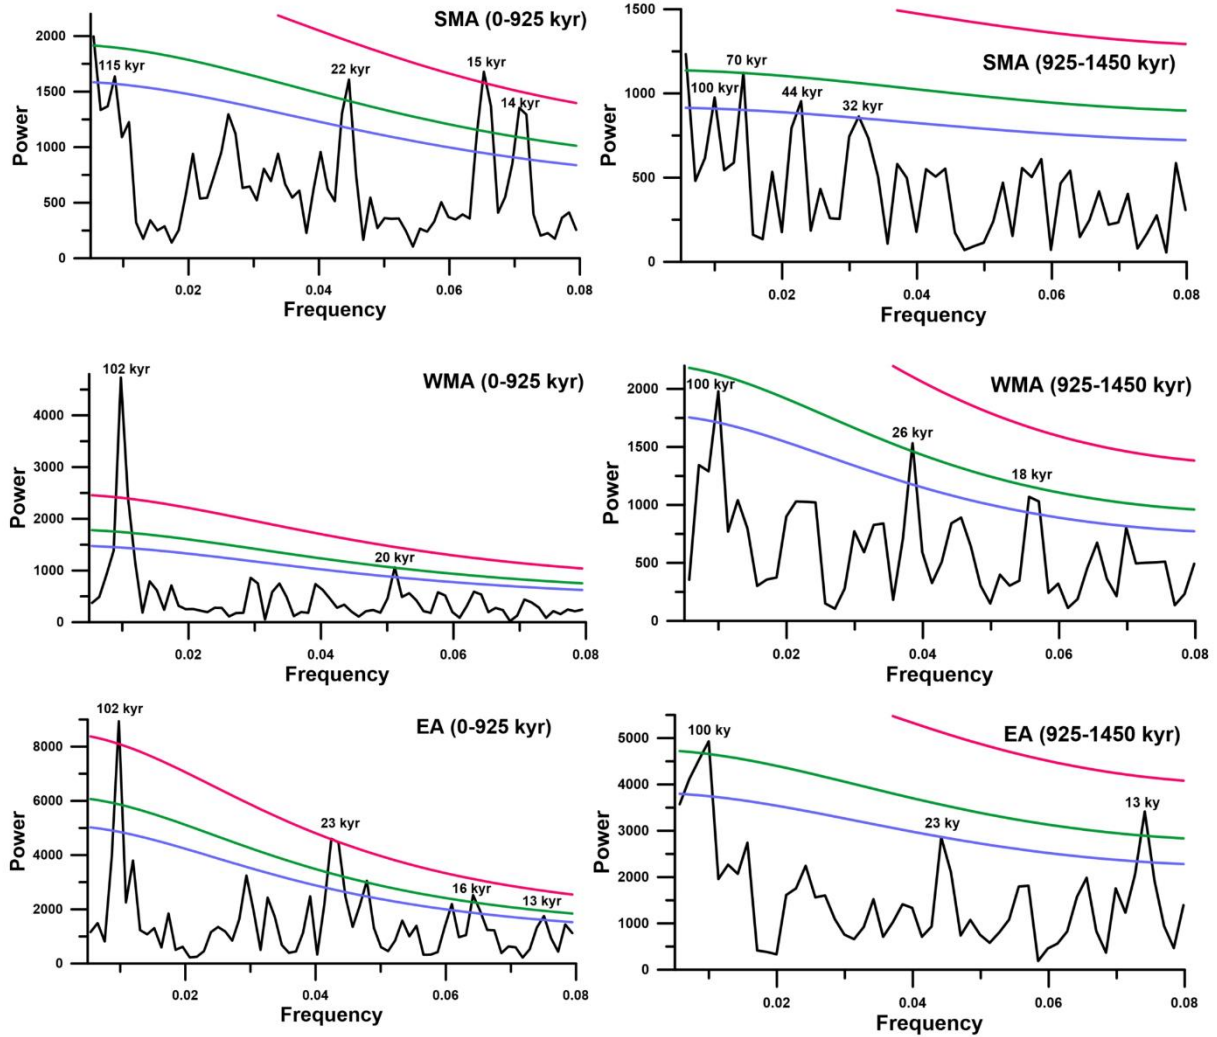 SMA (0-925 kyr)
2000
1500
1000
500
0
115 kyr
22 kyr
15 kyr
14 kyr
0.02
0.04
0.06
0.08
Power
Frequency
SMA (925-1450 kyr)
1500
1000
500
0
100 kyr
70 kyr
44 kyr
32 kyr
0.02
0.04
0.06
0.08
Power
Frequency
WMA (0-925 kyr)
4000
3000
2000
1000
0
102 kyr
20 kyr
0.02
0.04
0.06
0.08
Power
Frequency
WMA (925-1450 kyr)
2000
1500
1000
500
0
100 kyr
26 kyr
18 kyr
0.02
0.04
0.06
0.08
Power
Frequency
EA (0-925 kyr)
8000
6000
4000
2000
0
102 kyr
23 kyr
16 kyr
13 kyr
0.02
0.04
0.06
0.08
Power
Frequency
EA (925-1450 kyr)
5000
4000
3000
2000
1000
0
100 ky
23 ky
13 ky
0.02
0.04
0.06
0.08
Power
Frequency